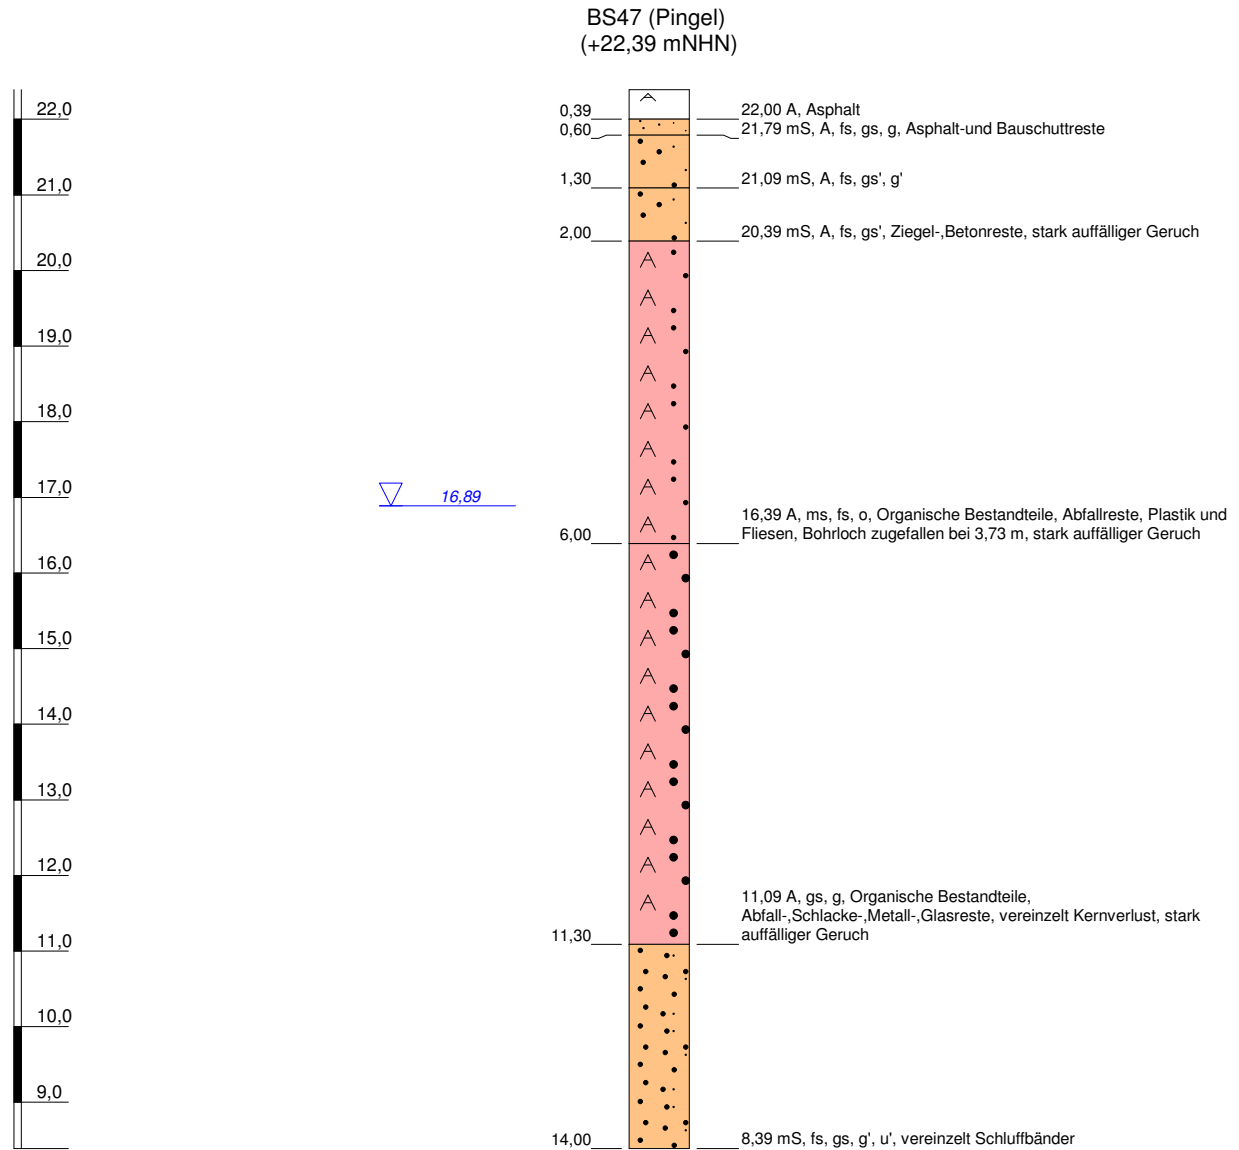 BS47 (Pingel)
(+22,39 mNHN)
22,0
21,0
20,0
19,0
18,0
17,0
16,0
15,0
14,0
13,0
12,0
11,0
10,0
9,0
16,89
0,39
22,00 A, Asphalt
0,60
21,79 mS, A, fs, gs, g, Asphalt-und Bauschuttreste
1,30
21,09 mS, A, fs, gs', g'
2,00
20,39 mS, A, fs, gs', Ziegel-,Betonreste, stark auffälliger Geruch
6,00
16,39 A, ms, fs, o, Organische Bestandteile, Abfallreste, Plastik und
Fliesen, Bohrloch zugefallen bei 3,73 m, stark auffälliger Geruch
11,30
11,09 A, gs, g, Organische Bestandteile,
Abfall-,Schlacke-,Metall-,Glasreste, vereinzelt Kernverlust, stark
auffälliger Geruch
14,00
8,39 mS, fs, gs, g', u', vereinzelt Schluffbänder